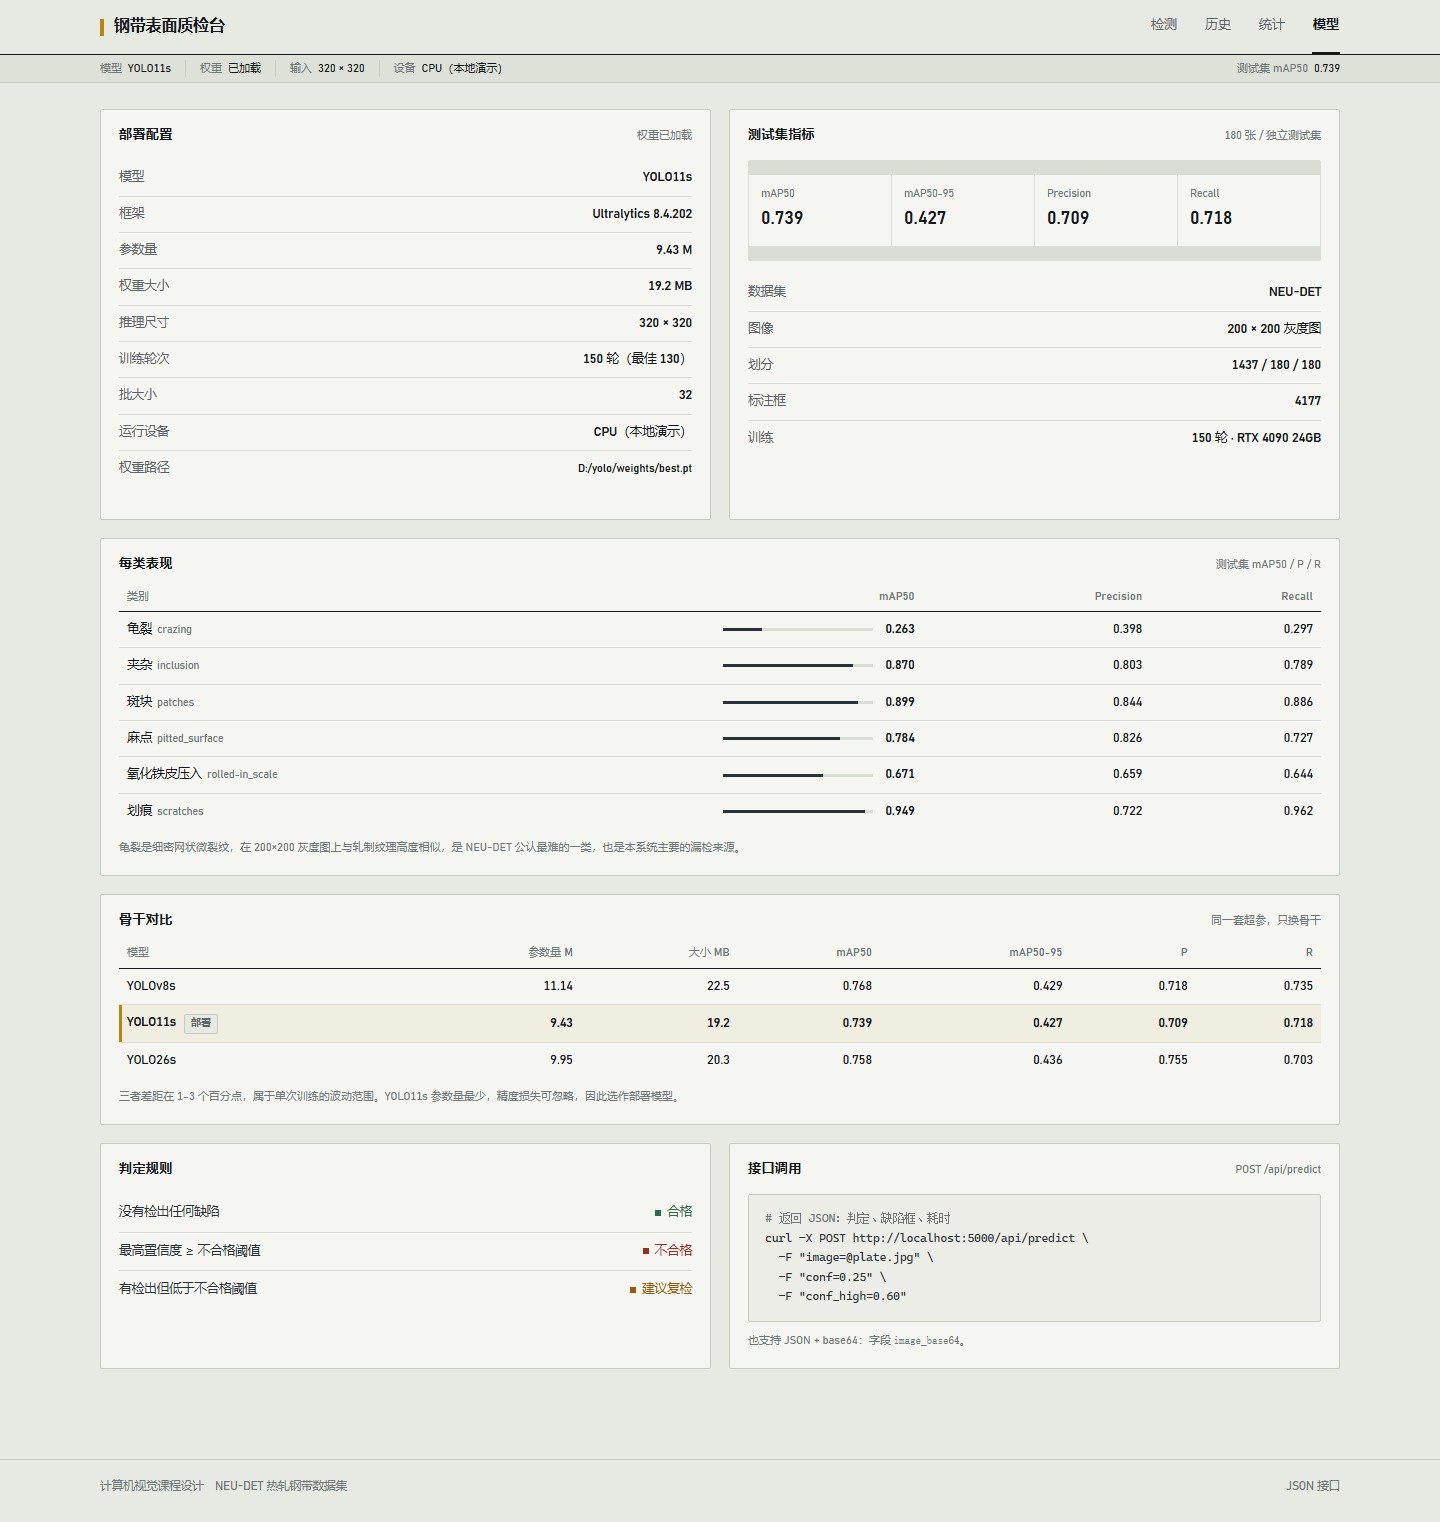 钢带表面质检台
检测 历史 统计 模型
模型 YOLO11s 权重 已加载 输入 320 × 320 设备 CPU（本地演示） 测试集 mAP50 0.739
部署配置 权重已加载
模型 YOLO11s
框架 Ultralytics 8.4.202
参数量 9.43 M
权重大小 19.2 MB
推理尺寸 320 × 320
训练轮次 150 轮（最佳 130）
批大小 32
运行设备 CPU（本地演示）
权重路径 D:/yolo/weights/best.pt
测试集指标 180 张 / 独立测试集
mAP50 mAP50-95 Precision Recall
0.739 0.427 0.709 0.718
数据集 NEU-DET
图像 200 × 200 灰度图
划分 1437 / 180 / 180
标注框 4177
训练 150 轮 · RTX 4090 24GB
每类表现 测试集 mAP50 / P / R
类别 mAP50 Precision Recall
龟裂 crazing 0.263 0.398 0.297
夹杂 inclusion 0.870 0.803 0.789
斑块 patches 0.899 0.844 0.886
麻点 pitted_surface 0.784 0.826 0.727
氧化铁皮压入 rolled-in_scale 0.671 0.659 0.644
划痕 scratches 0.949 0.722 0.962
龟裂是细密网状微裂纹，在 200×200 灰度图上与轧制纹理高度相似，是 NEU-DET 公认最难的一类，也是本系统主要的漏检来源。
骨干对比 同一套超参，只换骨干
模型 参数量 M 大小 MB mAP50 mAP50-95 P R
YOLOv8s 11.14 22.5 0.768 0.429 0.718 0.735
YOLO11s 部署 9.43 19.2 0.739 0.427 0.709 0.718
YOLO26s 9.95 20.3 0.758 0.436 0.755 0.703
三者差距在 1–3 个百分点，属于单次训练的波动范围。YOLO11s 参数量最少，精度损失可忽略，因此选作部署模型。
判定规则
没有检出任何缺陷 合格
最高置信度 ≥ 不合格阈值 不合格
有检出但低于不合格阈值 建议复检
接口调用 POST /api/predict
# 返回 JSON: 判定、缺陷框、耗时
curl -X POST http://localhost:5000/api/predict \
-F "image=@plate.jpg" \
-F "conf=0.25" \
-F "conf_high=0.60"
也支持 JSON + base64：字段 image_base64。
计算机视觉课程设计 NEU-DET 热轧钢带数据集 JSON 接口